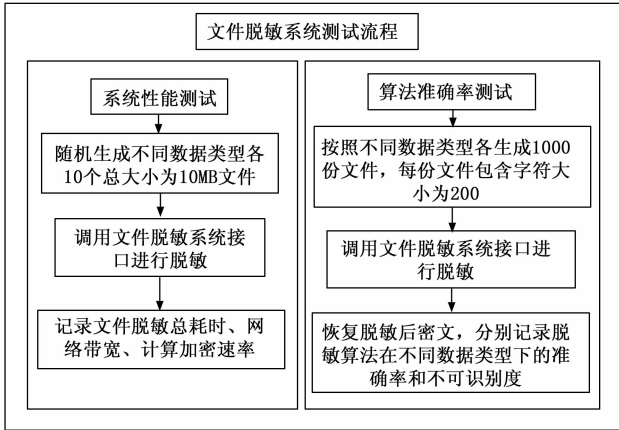 文件脱敏系统测试流程
系统性能测试
随机生成不同数据类型各
10个总大小为10MB文件
调用文件脱敏系统接
口进行脱敏
记录文件脱敏总耗时、网
络带宽、计算加密速率
算法准确率测试
按照不同数据类型各生成1000
份文件，每份文件包含字符大
小为200
调用文件脱敏系统接口进
行脱敏
恢复脱敏后密文，分别记录脱
敏算法在不同数据类型下的准
确率和不可识别度